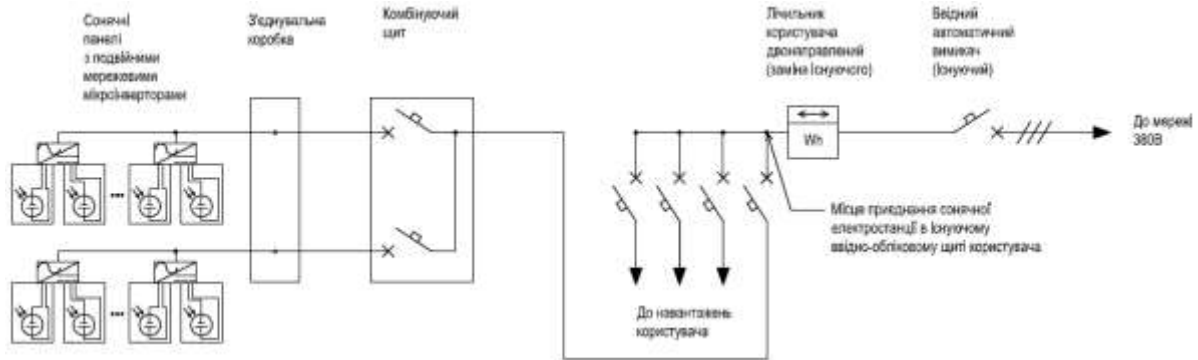 Сонячні
панелі
з подвійними
мережовими
мікроінверторами
З'єднувальна
коробка
Комбінуючий
щит
Лічильник
користувача
двонаправлений
(заміна існуючого)
Ввідний
автоматичний
вимикач
(існуючий)
Wh
До мережі
380В
Місце приєднання сонячної
електростанції в існуючому
ввідно-обліковому щиті користувача
До навантажень
користувача